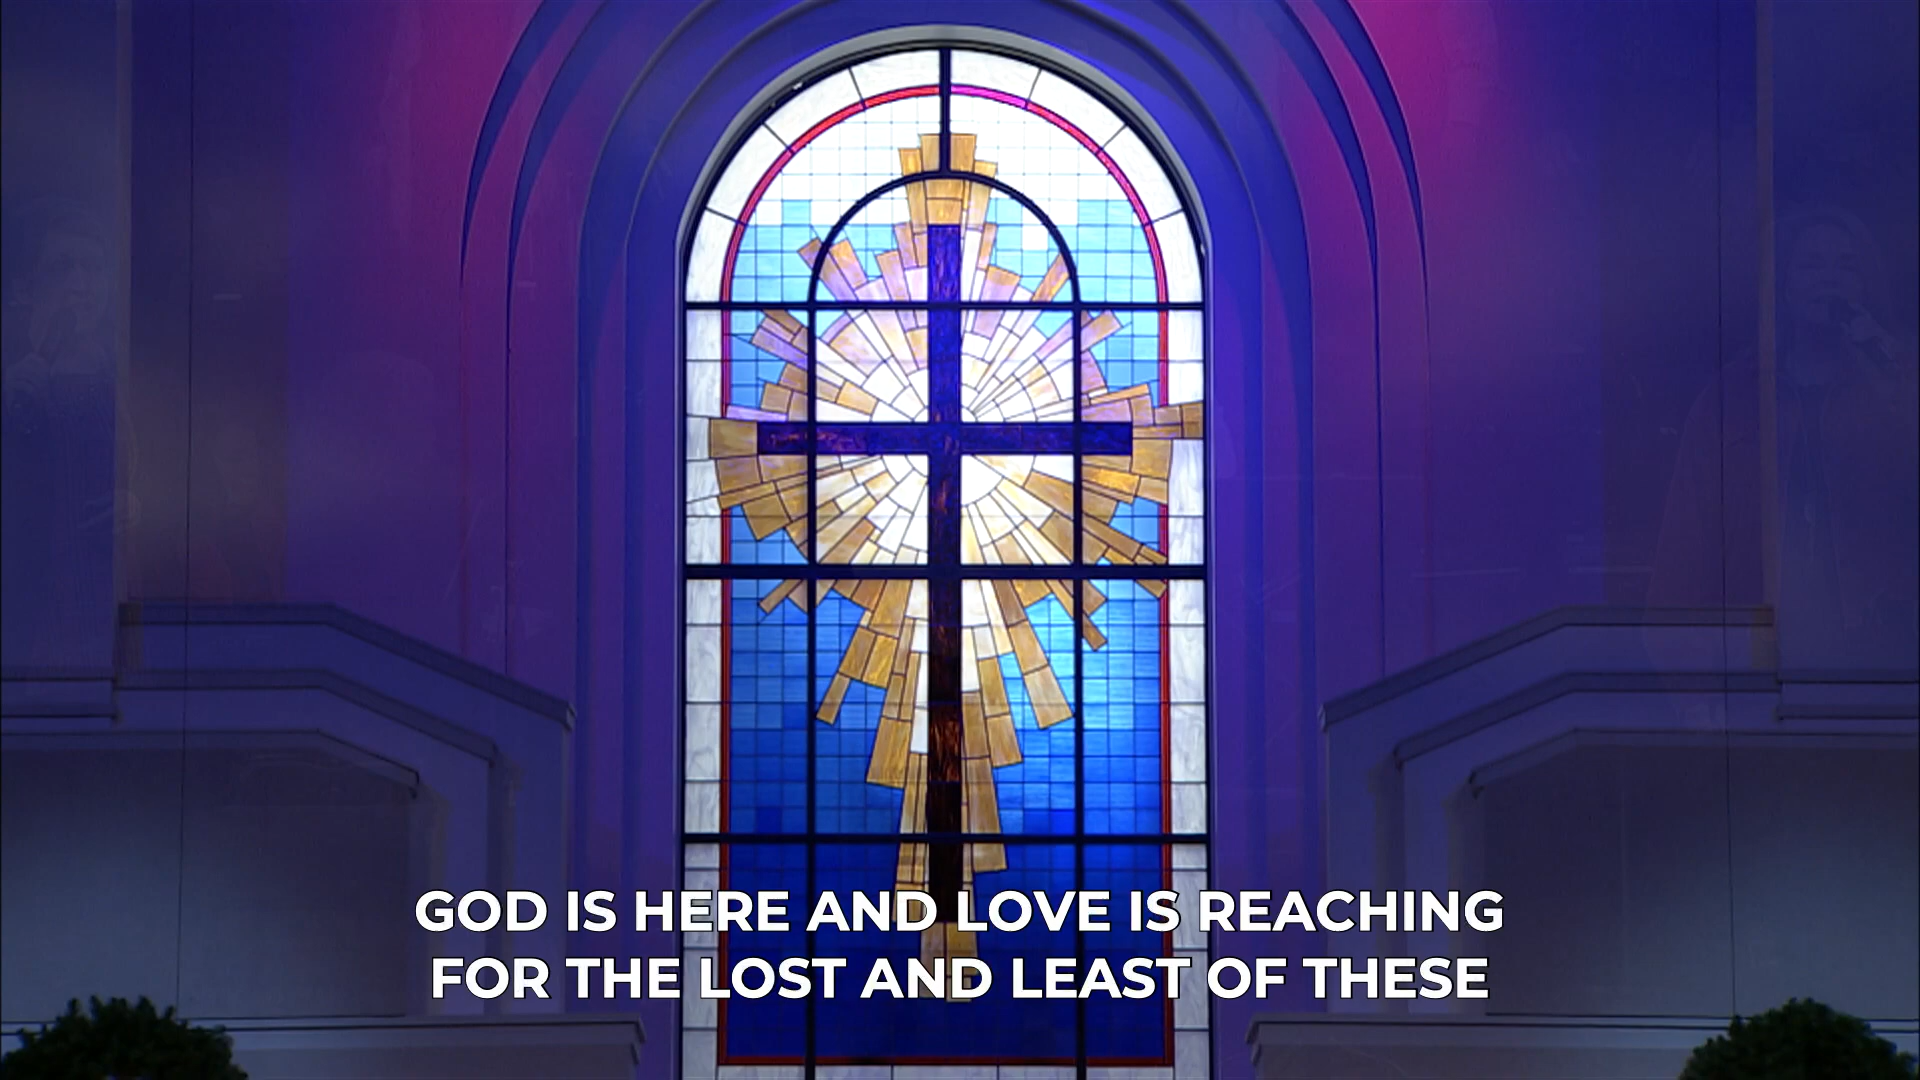 GOD IS HERE AND LOVE IS REACHING
FOR THE LOST AND LEAST OF THESE